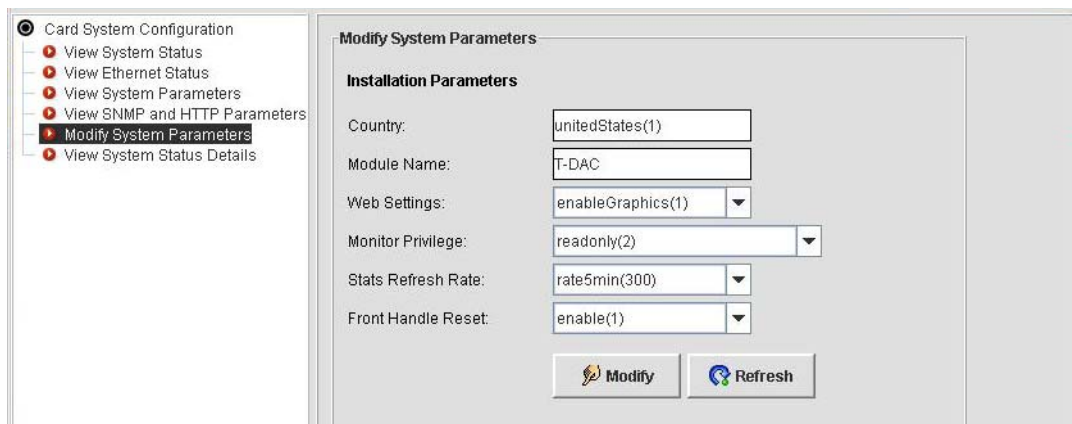 Card System Configuration
View System Status
View Ethernet Status
View System Parameters
View SNMP and HTTP Parameters
Modify System Parameters
View System Status Details
Modify System Parameters
Installation Parameters
Country: unitedStates(1)
Module Name: T-DAC
Web Settings: enableGraphics(1)
Monitor Privilege: readonly(2)
Stats Refresh Rate: rate5min(300)
Front Handle Reset: enable(1)
Modify Refresh